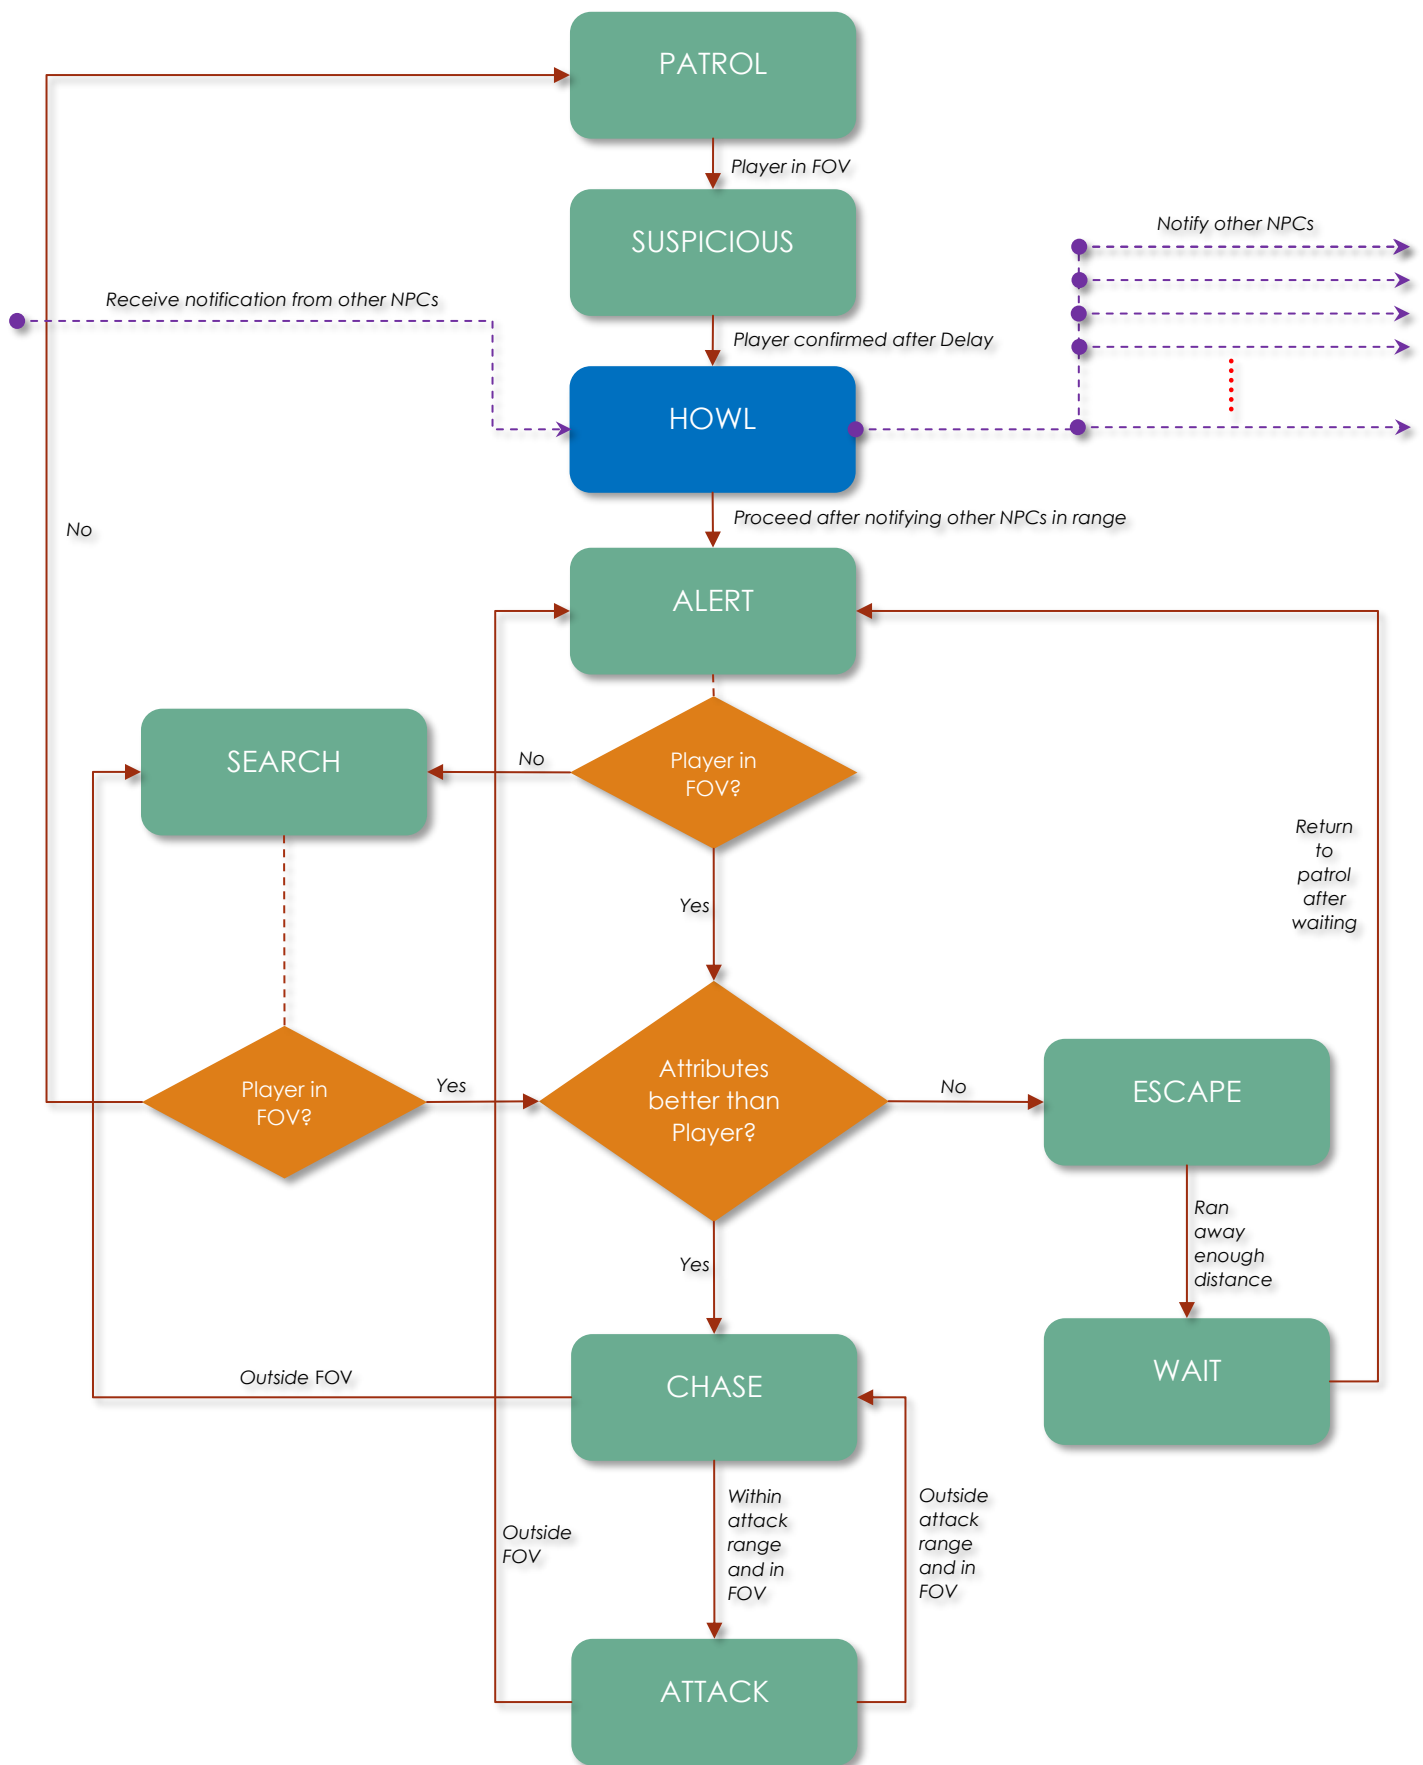 PATROL
Player in FOV
SUSPICIOUS
Notify other NPCs
Receive notification from other NPCs
Player confirmed after Delay
HOWL
Proceed after notifying other NPCs in range
No
ALERT
SEARCH
No
Player in
FOV?
Return
to
patrol
after
waiting
Yes
Player in
FOV?
Yes
Attributes
better than
Player?
No
ESCAPE
Ran
away
enough
distance
Yes
Outside FOV
CHASE
WAIT
Outside
FOV
Within
attack
range
and in
FOV
Outside
attack
range
and in
FOV
ATTACK